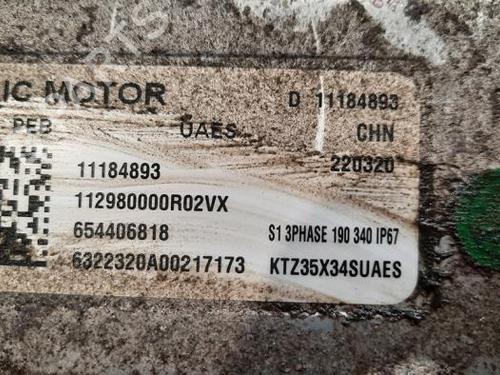 IC MOTOR D 11184893
PEB UAES CHN
11184893 220320
112980000R02VX
654406818 S1 3PHASE 190 340 IP67
6322320A00217173 KTZ35X34SUAES